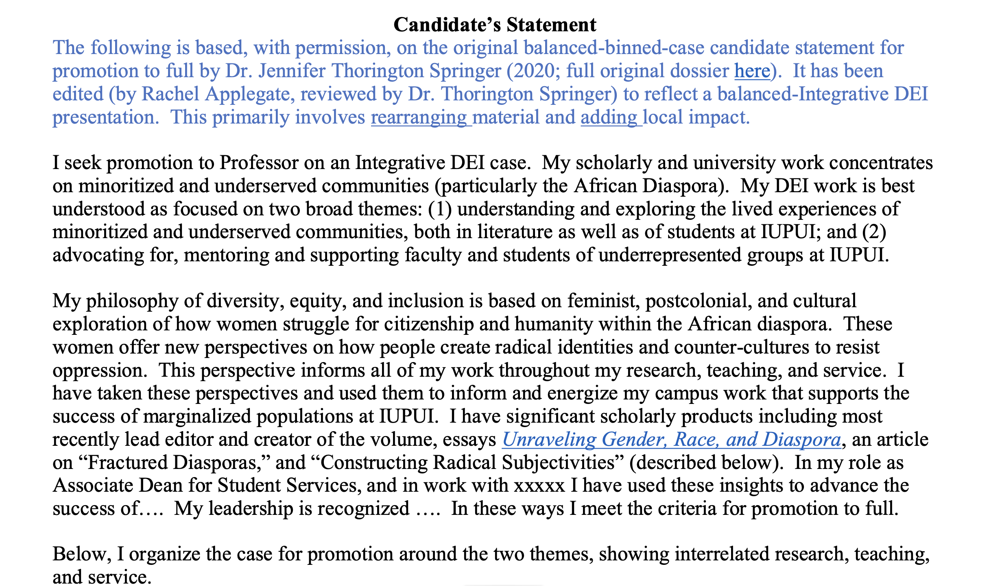 Candidate’s Statement
The following is based, with permission, on the original balanced-binned-case candidate statement for
promotion to full by Dr. Jennifer Thorington Springer (2020; full original dossier here).  It has been
edited (by Rachel Applegate, reviewed by Dr. Thorington Springer) to reflect a balanced-Integrative DEI
presentation.  This primarily involves rearranging material and adding local impact.
I seek promotion to Professor on an Integrative DEI case.  My scholarly and university work concentrates
on minoritized and underserved communities (particularly the African Diaspora).  My DEI work is best
understood as focused on two broad themes: (1) understanding and exploring the lived experiences of
minoritized and underserved communities, both in literature as well as of students at IUPUI; and (2)
advocating for, mentoring and supporting faculty and students of underrepresented groups at IUPUI.
My philosophy of diversity, equity, and inclusion is based on feminist, postcolonial, and cultural
exploration of how women struggle for citizenship and humanity within the African diaspora.  These
women offer new perspectives on how people create radical identities and counter-cultures to resist
oppression.  This perspective informs all of my work throughout my research, teaching, and service.  I
have taken these perspectives and used them to inform and energize my campus work that supports the
success of marginalized populations at IUPUI.  I have significant scholarly products including most
recently lead editor and creator of the volume, essays Unraveling Gender, Race, and Diaspora, an article
on “Fractured Diasporas,” and “Constructing Radical Subjectivities” (described below).  In my role as
Associate Dean for Student Services, and in work with xxxxx I have used these insights to advance the
success of….  My leadership is recognized ….  In these ways I meet the criteria for promotion to full.
Below, I organize the case for promotion around the two themes, showing interrelated research, teaching,
and service.